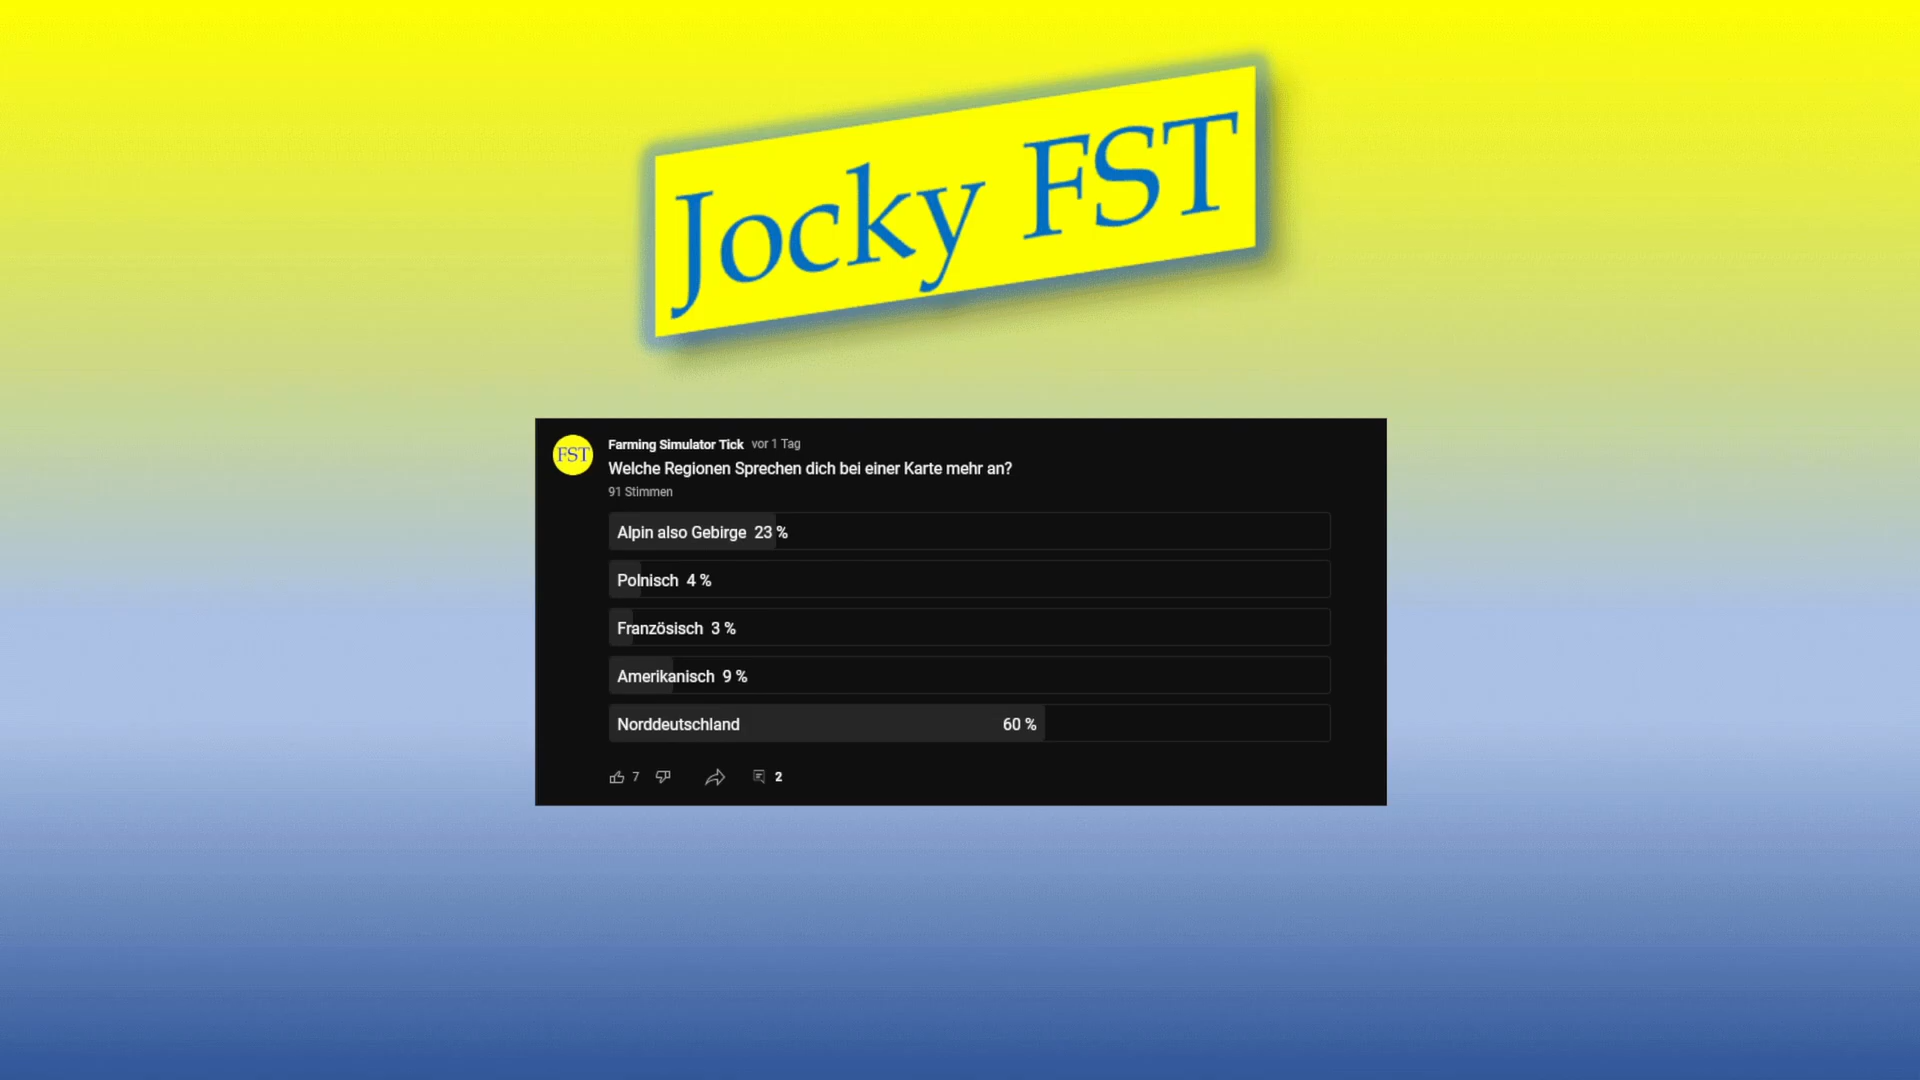 Jocky FST
FST
Farming Simulator Tick vor 1 Tag
Welche Regionen Sprechen dich bei einer Karte mehr an?
91 Stimmen
Alpin also Gebirge 23 %
Polnisch 4 %
Französisch 3 %
Amerikanisch 9 %
Norddeutschland 60 %
7 2